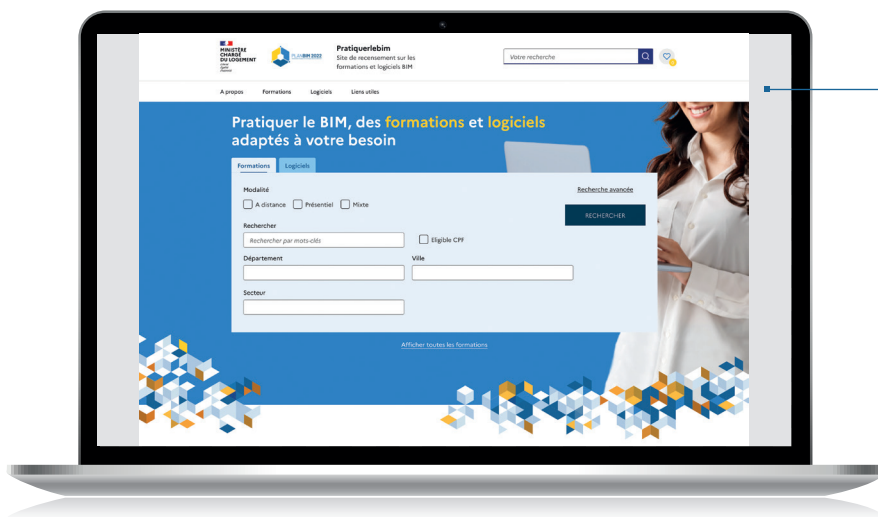 MINISTÈRE
CHARGÉ
DU LOGEMENT
Liberté
Égalité
Fraternité
PLAN BIM 2022
Pratiquerlebim
Site de recensement sur les
formations et logiciels BIM
Votre recherche
A propos Formations Logiciels Liens utiles
Pratiquer le BIM, des formations et logiciels
adaptés à votre besoin
Formations Logiciels
Modalité
Recherche avancée
A distance Présentiel Mixte
RECHERCHER
Rechercher
Rechercher par mots-clés
Eligible CPF
Département Ville
Secteur
Afficher toutes les formations